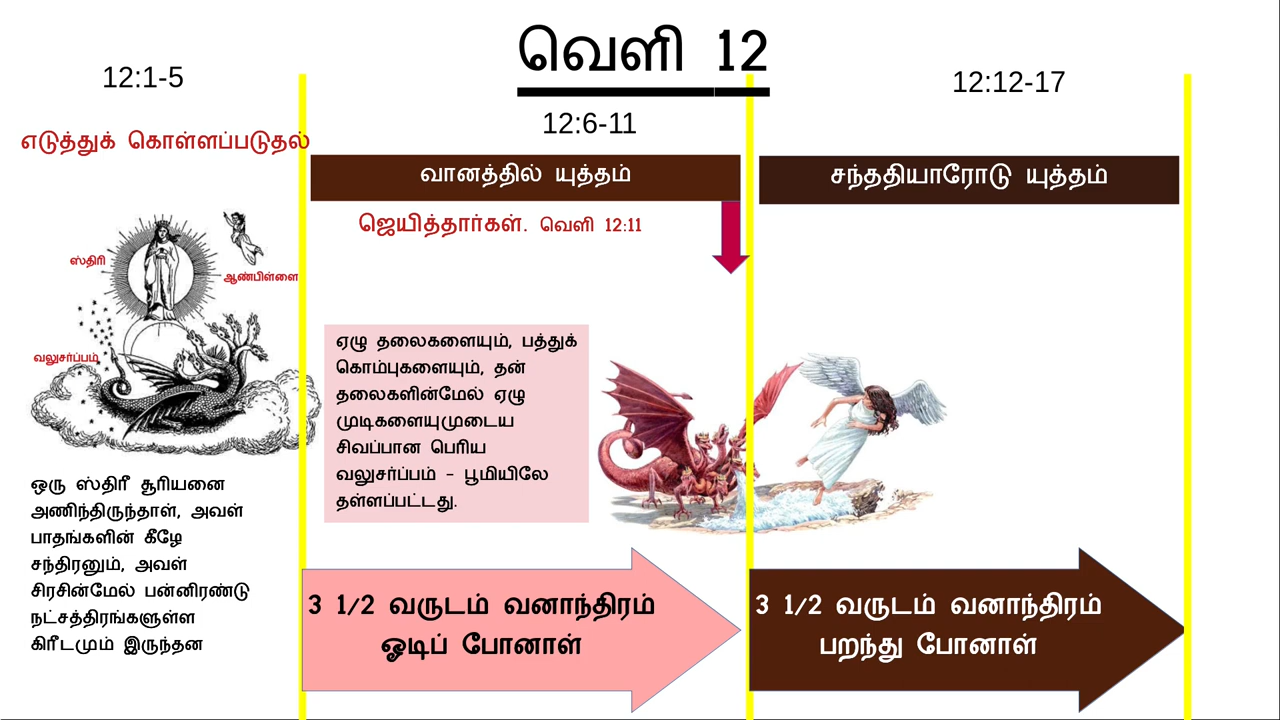 வெளி 12
12:1-5
எடுத்துக் கொள்ளப்படுதல்
ஸ்திரி
ஆண்பிள்ளை
வலுசர்ப்பம்
ஒரு ஸ்திரீ சூரியனை
அணிந்திருந்தாள், அவள்
பாதங்களின் கீழே
சந்திரனும், அவள்
சிரசின்மேல் பன்னிரண்டு
நட்சத்திரங்களுள்ள
கிரீடமும் இருந்தன
12:6-11
வானத்தில் யுத்தம்
ஜெயித்தார்கள். வெளி 12:11
ஏழு தலைகளையும், பத்துக்
கொம்புகளையும், தன்
தலைகளின்மேல் ஏழு
முடிகளையுமுடைய
சிவப்பான பெரிய
வலுசர்ப்பம் - பூமியிலே
தள்ளப்பட்டது.
3 1/2 வருடம் வனாந்திரம்
ஓடிப் போனாள்
12:12-17
சந்ததியாரோடு யுத்தம்
3 1/2 வருடம் வனாந்திரம்
பறந்து போனாள்